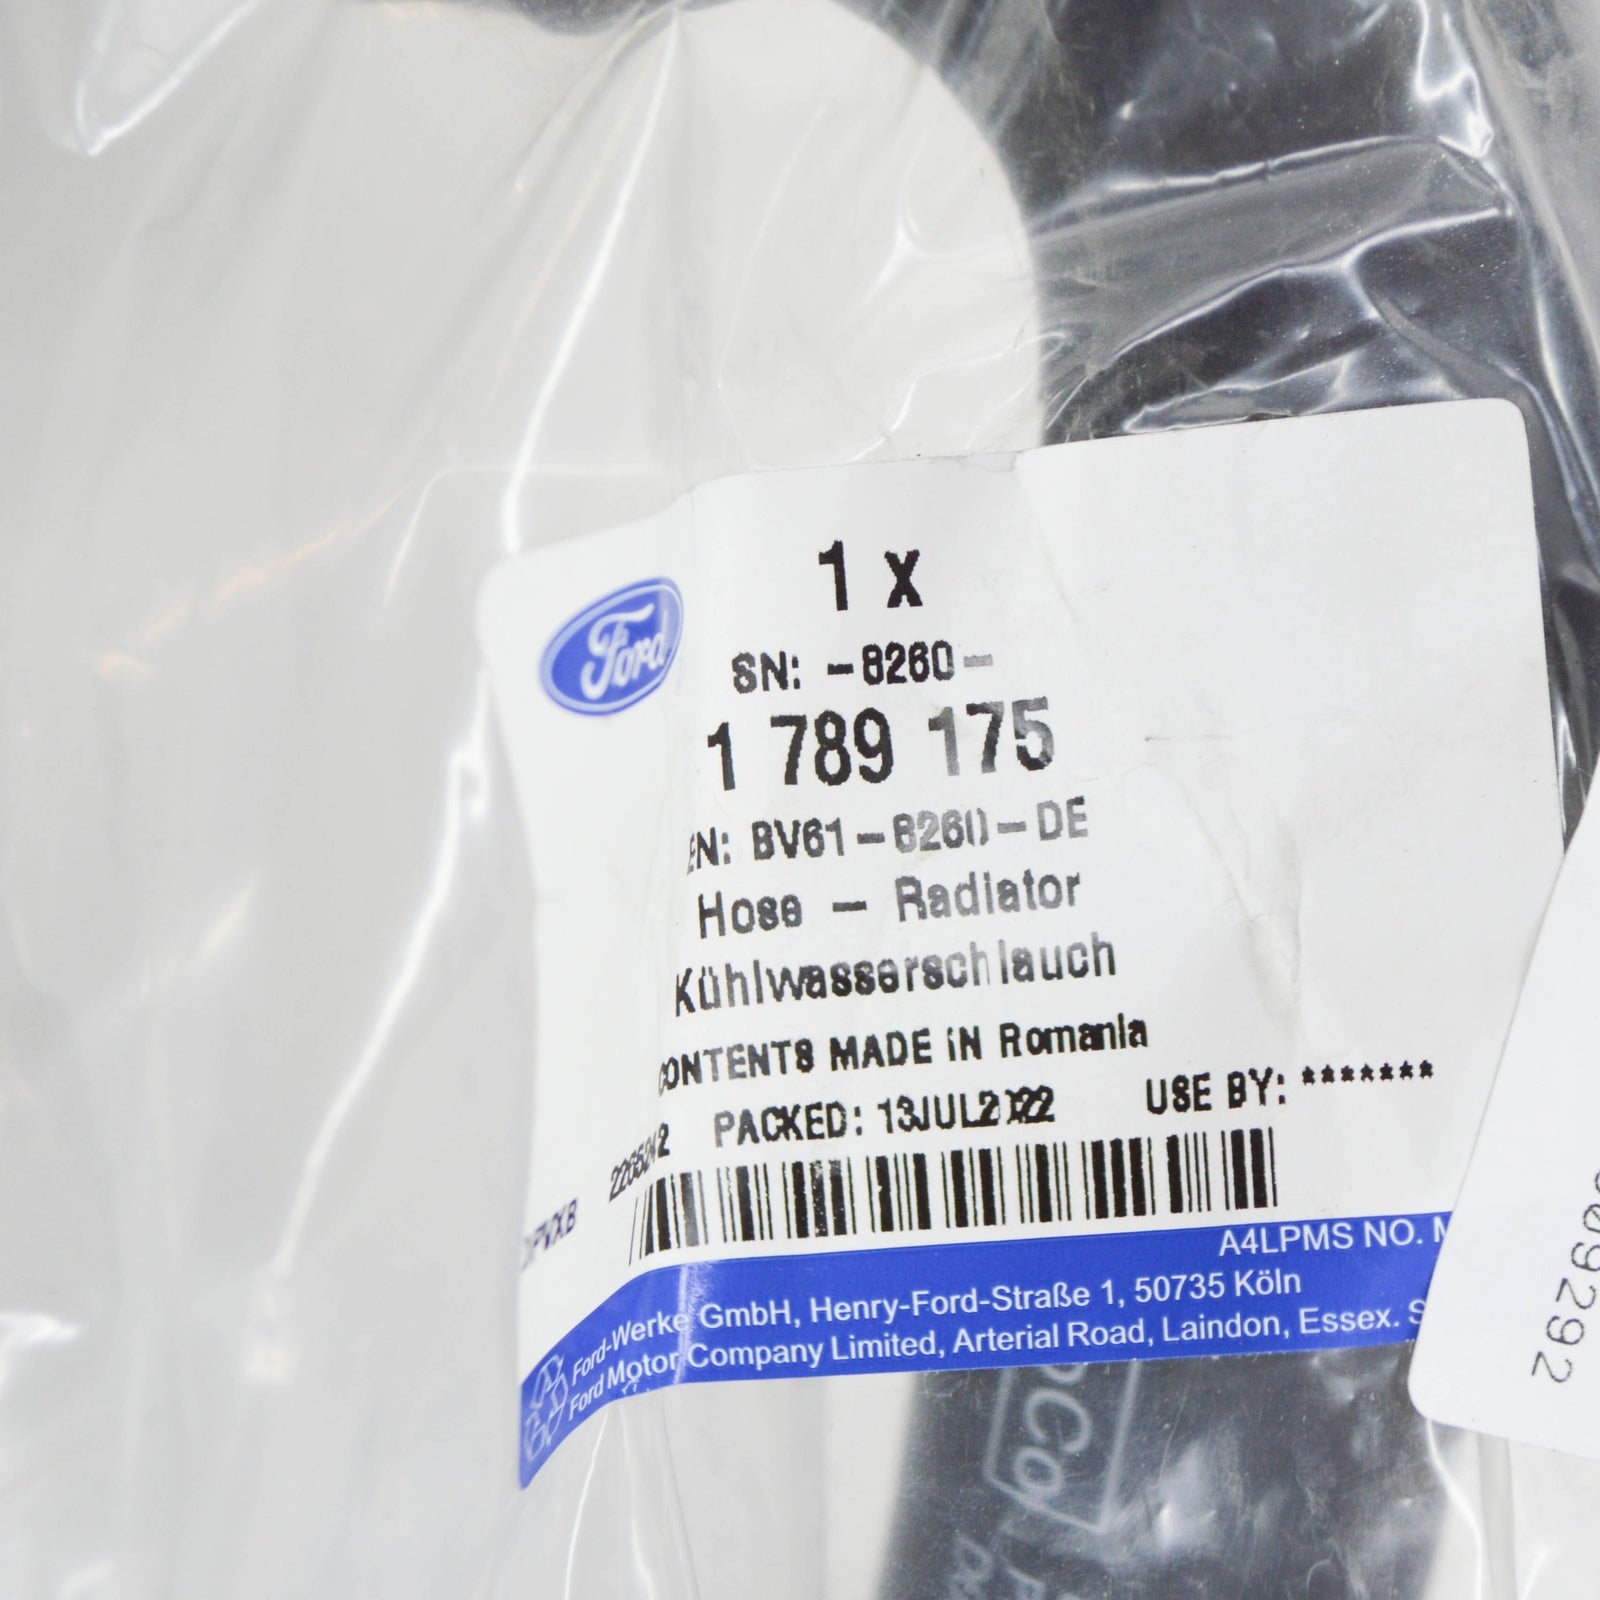 Ford
1 x
SN: -8260-
1 789 175
EN: BV61-8260-DE
Hose - Radiator
Kühlwasserschlauch
CONTENTS MADE IN Romania
PACKED: 13JUL2022 USE BY: *******
A4LPMS NO.
Ford-Werke GmbH, Henry-Ford-Straße 1, 50735 Köln
Ford Motor Company Limited, Arterial Road, Laindon, Essex.